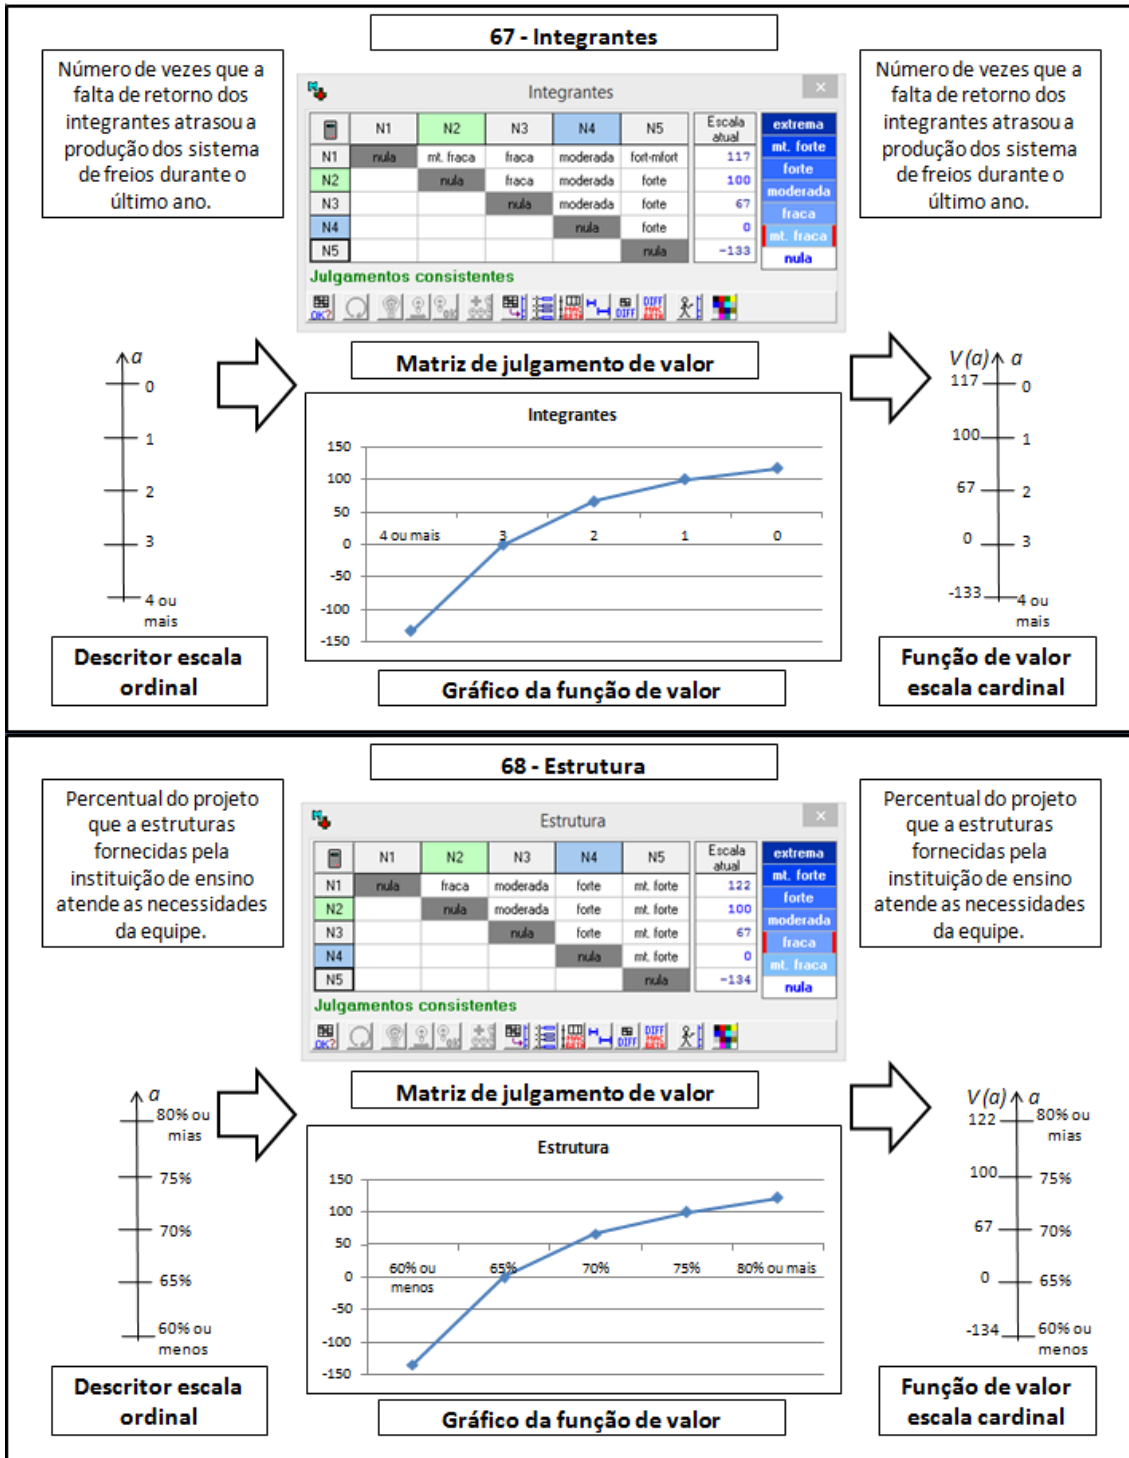 67 - Integrantes
Número de vezes que a
falta de retorno dos
integrantes atrasou a
produção dos sistema
de freios durante o
último ano.
Integrantes
N1 N2 N3 N4 N5 Escala atual
N1 nula mt. fraca fraca moderada fort-mfort 117
N2 nula fraca moderada forte 100
N3 nula moderada forte 67
N4 nula forte 0
N5 nula -133
extrema
mt. forte
forte
moderada
fraca
mt. fraca
nula
Julgamentos consistentes
OK? OK DIFF DIFF
Número de vezes que a
falta de retorno dos
integrantes atrasou a
produção dos sistema
de freios durante o
último ano.
Matriz de julgamento de valor
a
0
1
2
3
4 ou
mais
Descritor escala
ordinal
Integrantes
150
100
50
0
-50
-100
-150
4 ou mais 3 2 1 0
Gráfico da função de valor
V(a) a
117 0
100 1
67 2
0 3
-133 4 ou
mais
Função de valor
escala cardinal
68 - Estrutura
Percentual do projeto
que a estruturas
fornecidas pela
instituição de ensino
atende as necessidades
da equipe.
Estrutura
N1 N2 N3 N4 N5 Escala atual
N1 nula fraca moderada forte mt. forte 122
N2 nula moderada forte mt. forte 100
N3 nula forte mt. forte 67
N4 nula mt. forte 0
N5 nula -134
extrema
mt. forte
forte
moderada
fraca
mt. fraca
nula
Julgamentos consistentes
OK? OK DIFF DIFF
Percentual do projeto
que a estruturas
fornecidas pela
instituição de ensino
atende as necessidades
da equipe.
Matriz de julgamento de valor
a
80% ou
mias
75%
70%
65%
60% ou
menos
Descritor escala
ordinal
Estrutura
150
100
50
0
-50
-100
-150
60% ou
menos
65% 70% 75% 80% ou mais
Gráfico da função de valor
V(a) a
122 80% ou
mias
100 75%
67 70%
0 65%
-134 60% ou
menos
Função de valor
escala cardinal